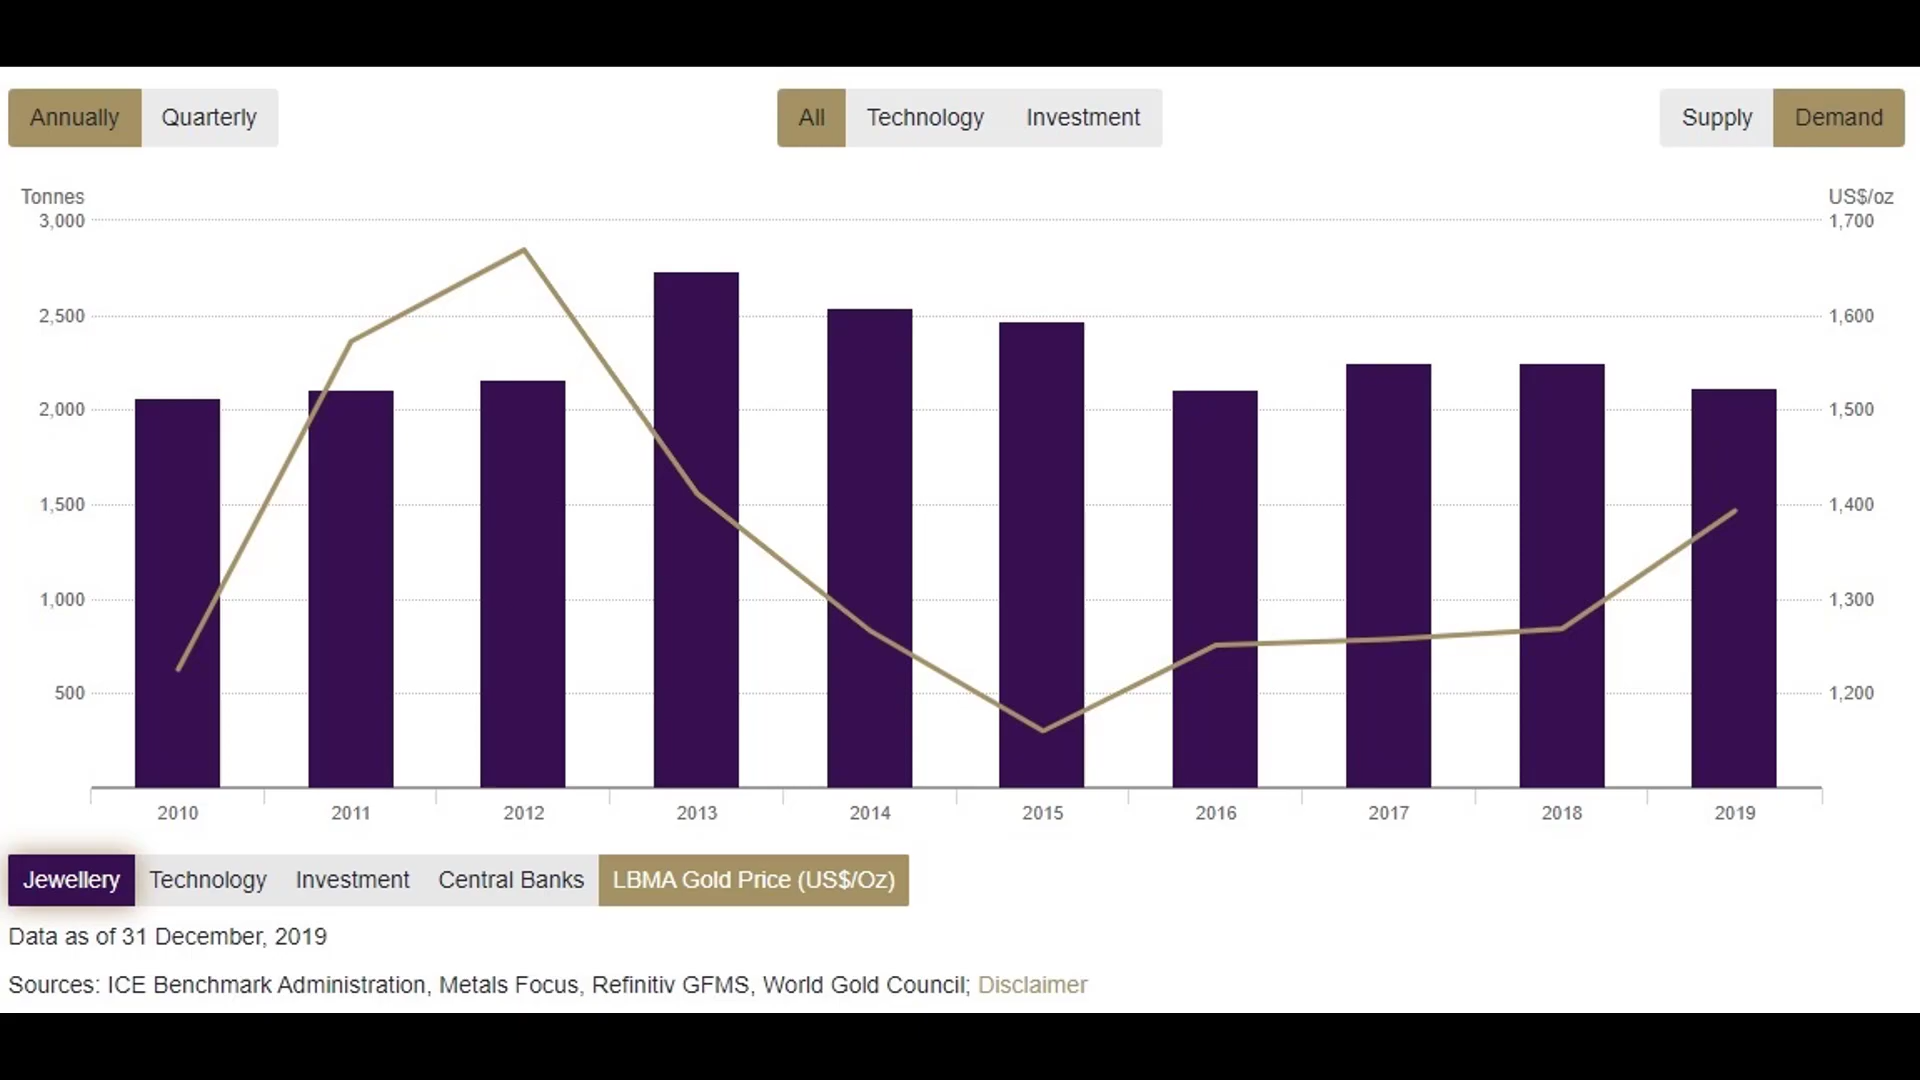 Annually Quarterly All Technology Investment Supply Demand
Tonnes US$/oz
3,000 1,700
2,500 1,600
2,000 1,500
1,500 1,400
1,000 1,300
500 1,200
2010 2011 2012 2013 2014 2015 2016 2017 2018 2019
Jewellery Technology Investment Central Banks LBMA Gold Price (US$/Oz)
Data as of 31 December, 2019
Sources: ICE Benchmark Administration, Metals Focus, Refinitiv GFMS, World Gold Council; Disclaimer